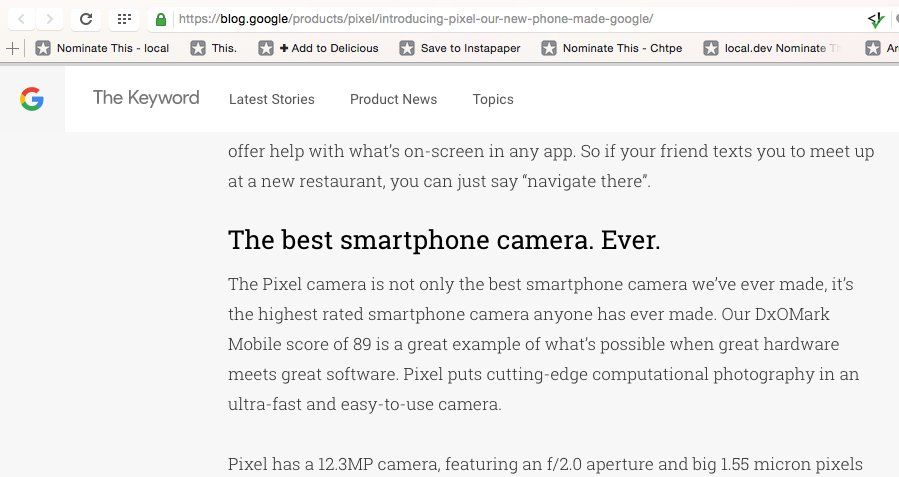 https://blog.google/products/pixel/introducing-pixel-our-new-phone-made-google/
Nominate This - local This. + Add to Delicious Save to Instapaper Nominate This - Chtpe local.dev Nominate T Ar
G The Keyword Latest Stories Product News Topics
offer help with what’s on-screen in any app. So if your friend texts you to meet up
at a new restaurant, you can just say “navigate there”.
The best smartphone camera. Ever.
The Pixel camera is not only the best smartphone camera we’ve ever made, it’s
the highest rated smartphone camera anyone has ever made. Our DxOMark
Mobile score of 89 is a great example of what’s possible when great hardware
meets great software. Pixel puts cutting-edge computational photography in an
ultra-fast and easy-to-use camera.
Pixel has a 12.3MP camera, featuring an f/2.0 aperture and big 1.55 micron pixels